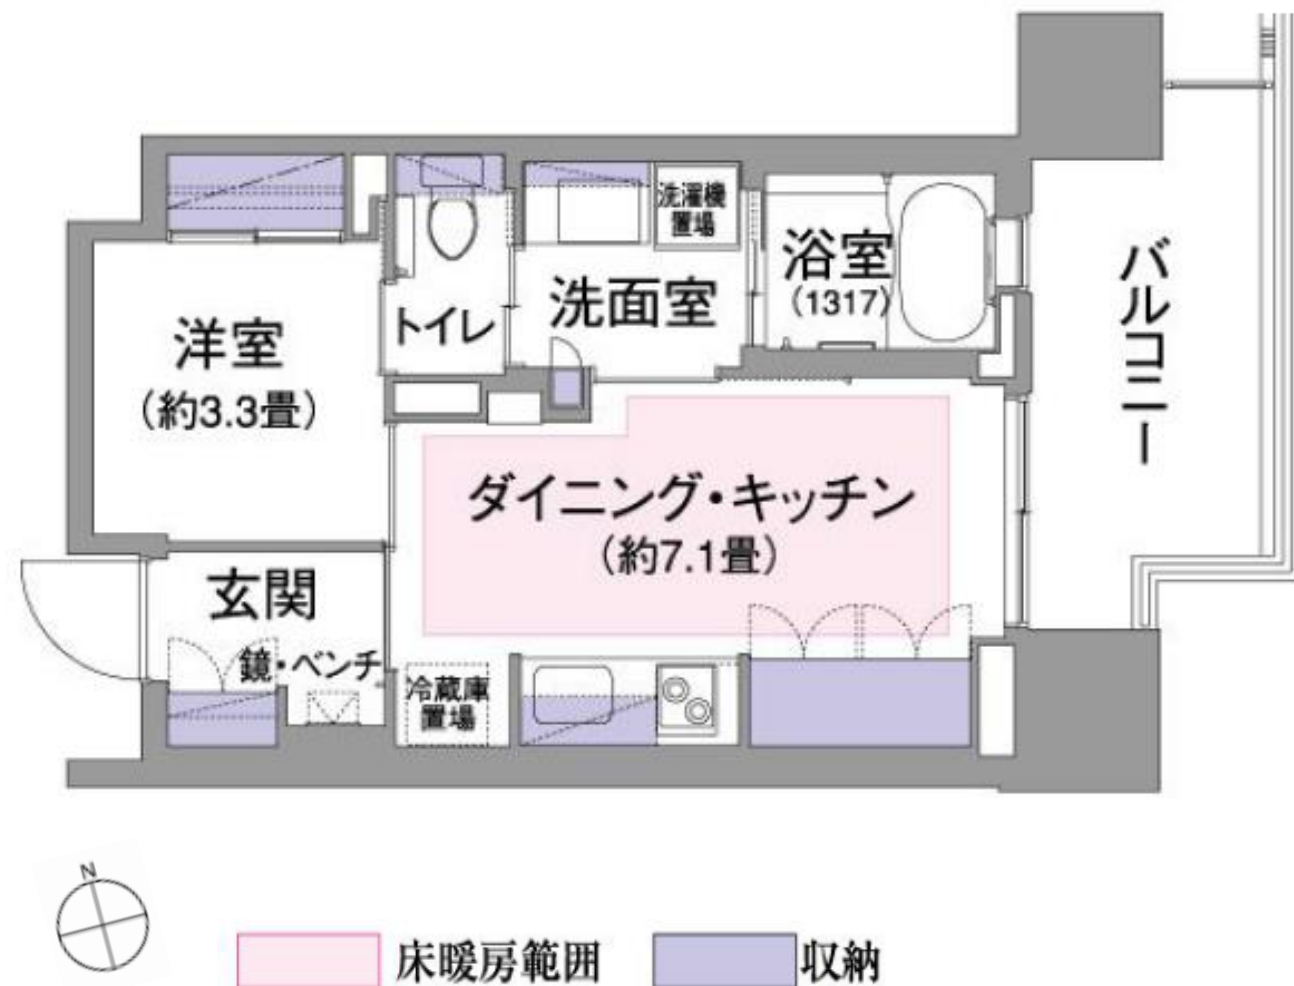 洗濯機
置場
浴室
(1317)
洗面室
トイレ
洋室
(約3.3畳)
バルコニー
ダイニング・キッチン
(約7.1畳)
玄関
鏡・ベンチ
冷蔵庫
置場
N
床暖房範囲
収納